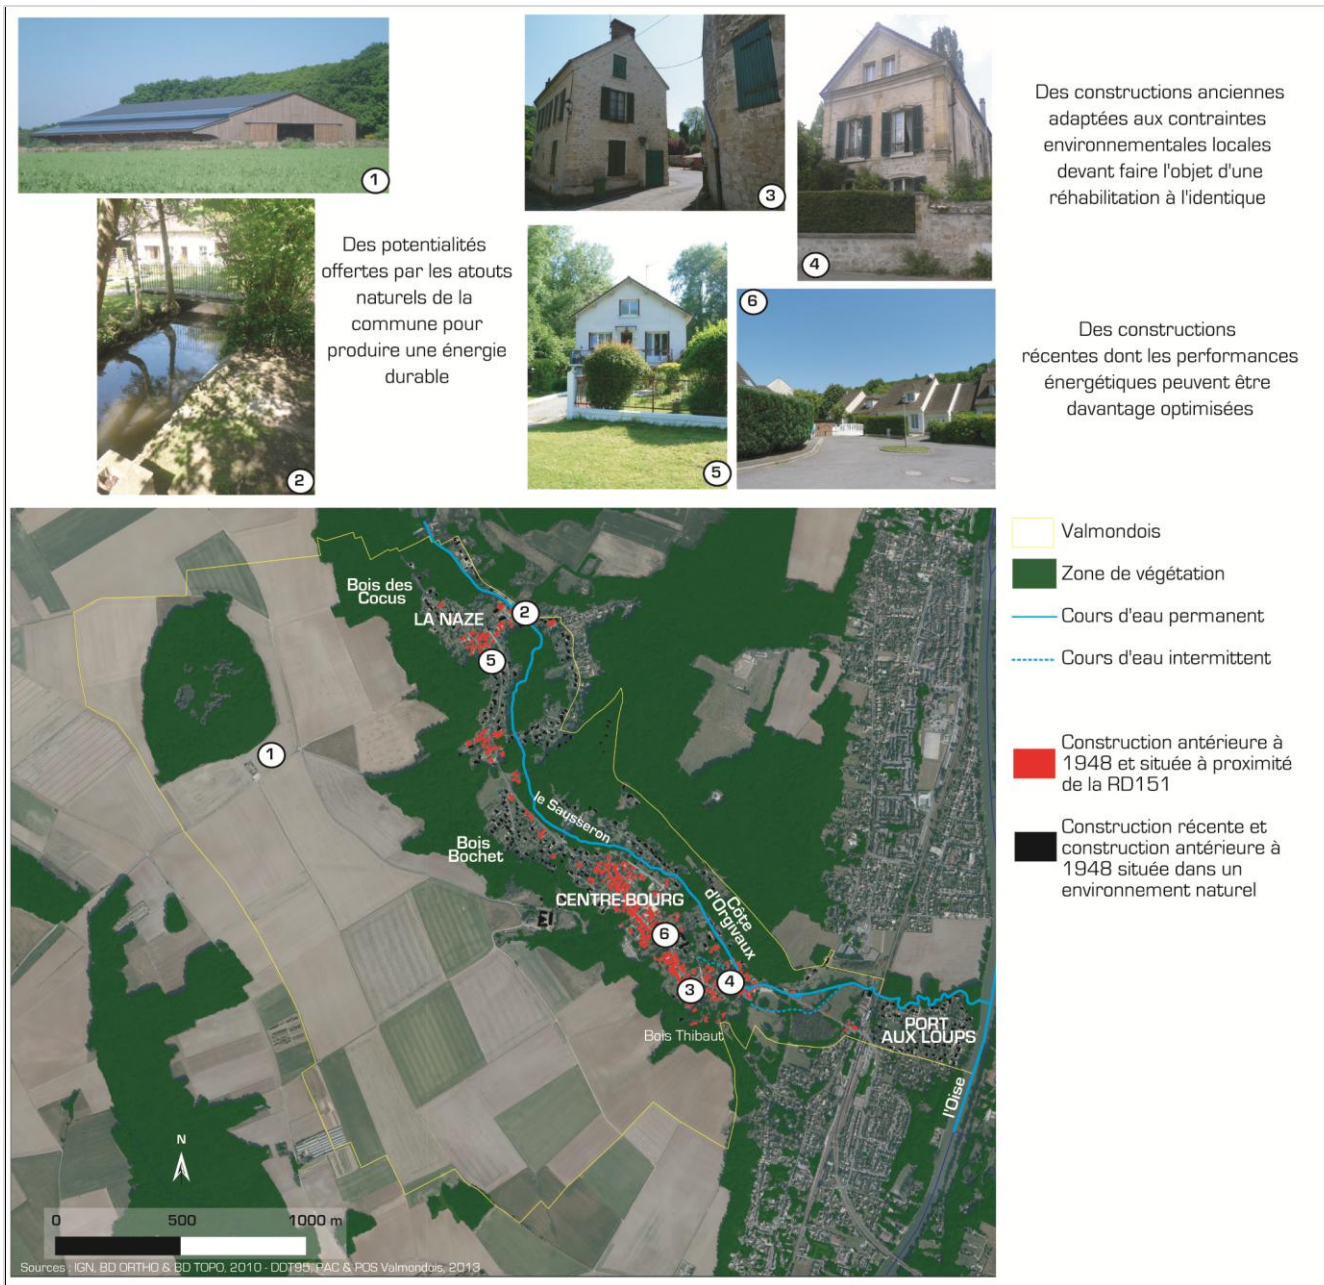 1
2
3
4
5
6
Des potentialités
offertes par les atouts
naturels de la
commune pour
produire une énergie
durable
Des constructions anciennes
adaptées aux contraintes
environnementales locales
devant faire l'objet d'une
réhabilitation à l'identique
Des constructions
récentes dont les performances
énergétiques peuvent être
davantage optimisées
Bois des
Cocus
LA NAZE
2
5
1
le Sausseron
Bois
Bochet
CENTRE-BOURG
Côte
d'Orgivaux
6
3
4
Bois Thibaut
PORT
AUX LOUPS
l'Oise
N
0 500 1000 m
Sources : IGN, BD ORTHO & BD TOPO, 2010 - DDT95, PAC & POS Valmondois, 2013
Valmondois
Zone de végétation
Cours d'eau permanent
Cours d'eau intermittent
Construction antérieure à
1948 et située à proximité
de la RD151
Construction récente et
construction antérieure à
1948 située dans un
environnement naturel